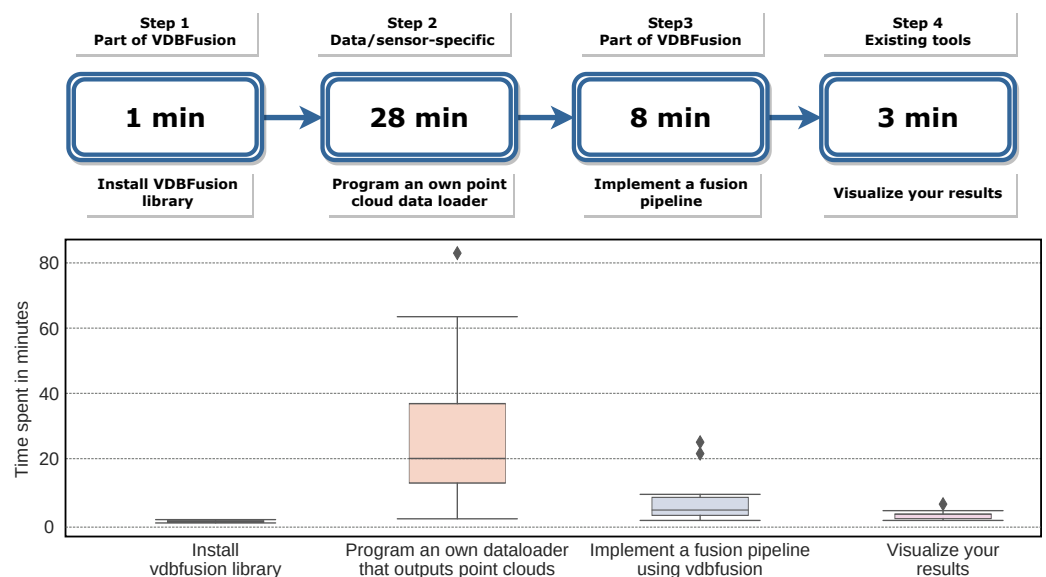 Step 1
Part of VDBFusion
Step 2
Data/sensor-specific
Step3
Part of VDBFusion
Step 4
Existing tools
1 min
28 min
8 min
3 min
Install VDBFusion
library
Program an own point
cloud data loader
Implement a fusion
pipeline
Visualize your results
Time spent in minutes
80
60
40
20
0
Install
vdbfusion library
Program an own dataloader
that outputs point clouds
Implement a fusion pipeline
using vdbfusion
Visualize your
results